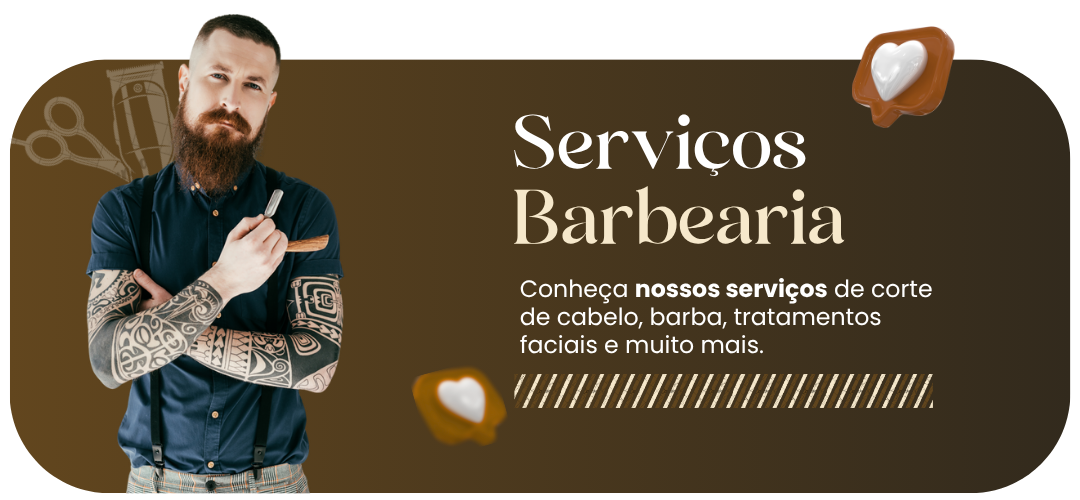 Serviços
Barbearia
Conheça nossos serviços de corte
de cabelo, barba, tratamentos
faciais e muito mais.